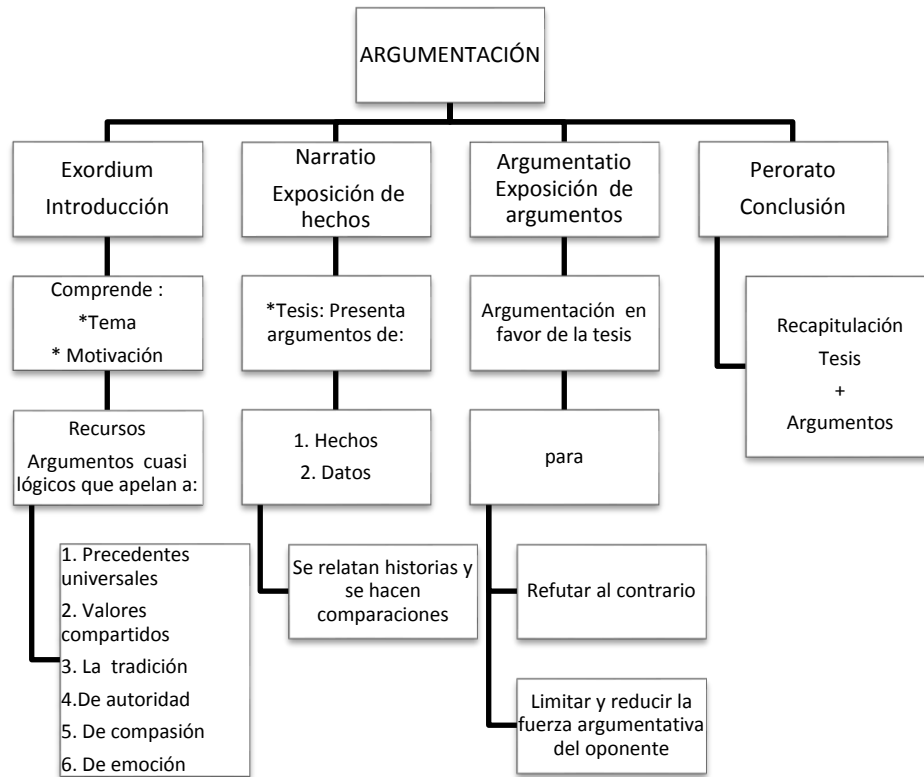 ARGUMENTACIÓN
Exordium
Introducción
Comprende :
*Tema
* Motivación
Recursos
Argumentos cuasi
lógicos que apelan a:
1. Precedentes
universales
2. Valores
compartidos
3. La tradición
4.De autoridad
5. De compasión
6. De emoción
Narratio
Exposición de
hechos
*Tesis: Presenta
argumentos de:
1. Hechos
2. Datos
Se relatan historias y
se hacen
comparaciones
Argumentatio
Exposición de
argumentos
Argumentación en
favor de la tesis
para
Refutar al contrario
Limitar y reducir la
fuerza argumentativa
del oponente
Perorato
Conclusión
Recapitulación
Tesis
+
Argumentos